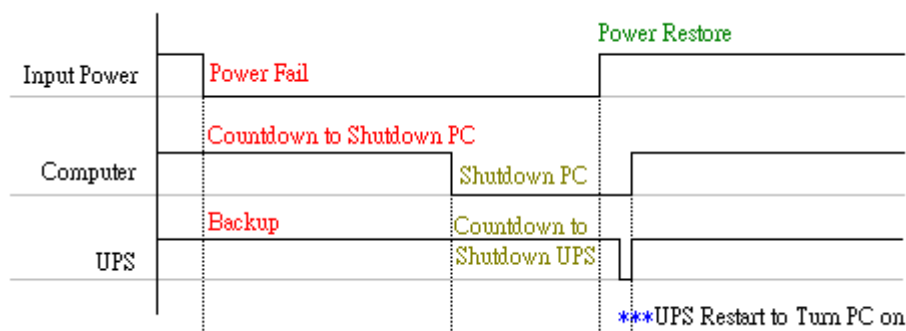 Power Restore
Input Power
Power Fail
Countdown to Shutdown PC
Computer
Shutdown PC
Backup
Countdown to
Shutdown UPS
UPS
***UPS Restart to Turn PC on